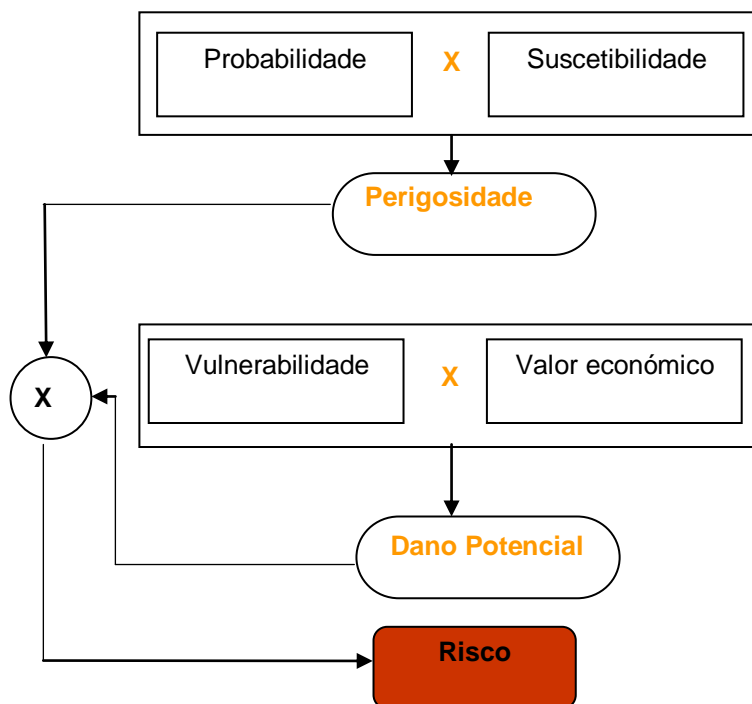 Probabilidade X Suscetibilidade
Perigosidade
Vulnerabilidade X Valor económico
X
Dano Potencial
Risco